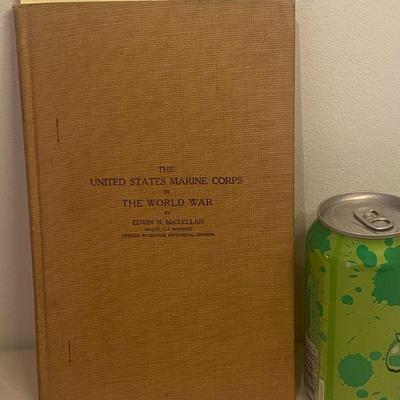 THE
UNITED STATES MARINE CORPS
IN
THE WORLD WAR
BY
EDWIN N. McCLELLAN
MAJOR, U.S. MARINES
OFFICER IN CHARGE HISTORICAL DIVISION